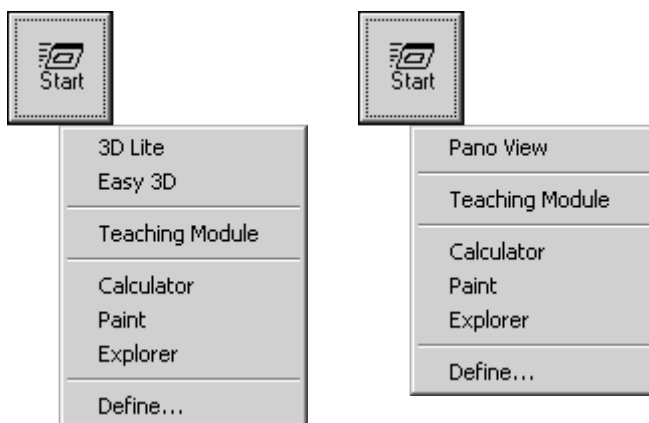 Start
3D Lite
Easy 3D
Teaching Module
Calculator
Paint
Explorer
Define...
Start
Pano View
Teaching Module
Calculator
Paint
Explorer
Define...